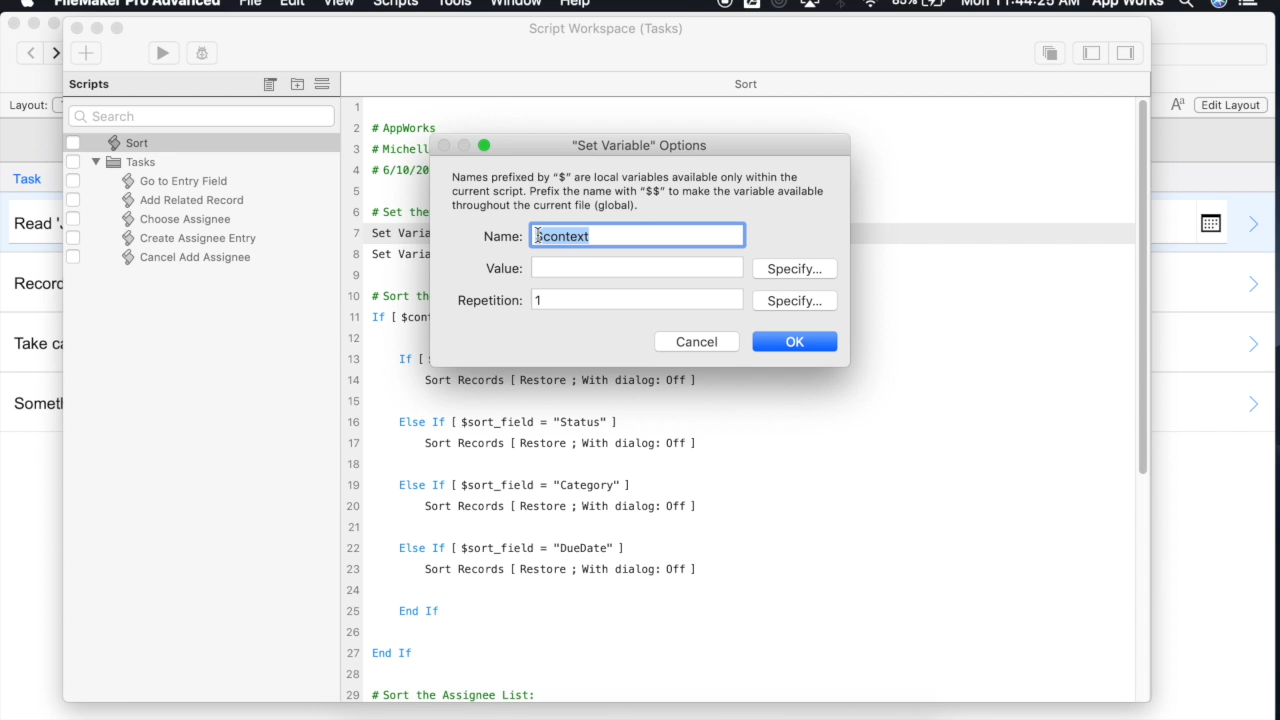 FileMaker Pro Advanced File Edit View Scripts Tools Window Help 85% Mon 11:44:25 AM App Works
Script Workspace (Tasks)
Scripts
Sort
Layout:
Aª Edit Layout
Search
Sort
Tasks
Go to Entry Field
Add Related Record
Choose Assignee
Create Assignee Entry
Cancel Add Assignee
Task
Read
Record
Take
1
2 # AppWorks
3 # Michell
4 # 6/10/20
5
6 # Set the
7 Set Varia
8 Set Varia
9
10 # Sort th
11 If [ $cont
12
13 If [
14 Sort Records [ Restore ; With dialog: Off ]
15
16 Else If [ $sort_field = "Status" ]
17 Sort Records [ Restore ; With dialog: Off ]
18
19 Else If [ $sort_field = "Category" ]
20 Sort Records [ Restore ; With dialog: Off ]
21
22 Else If [ $sort_field = "DueDate" ]
23 Sort Records [ Restore ; With dialog: Off ]
24
25 End If
26
27 End If
28
29 # Sort the Assignee List:
"Set Variable" Options
Names prefixed by “$” are local variables available only within the
current script. Prefix the name with “$$” to make the variable available
throughout the current file (global).
Name: $context
Value: Specify...
Repetition: 1 Specify...
Cancel OK